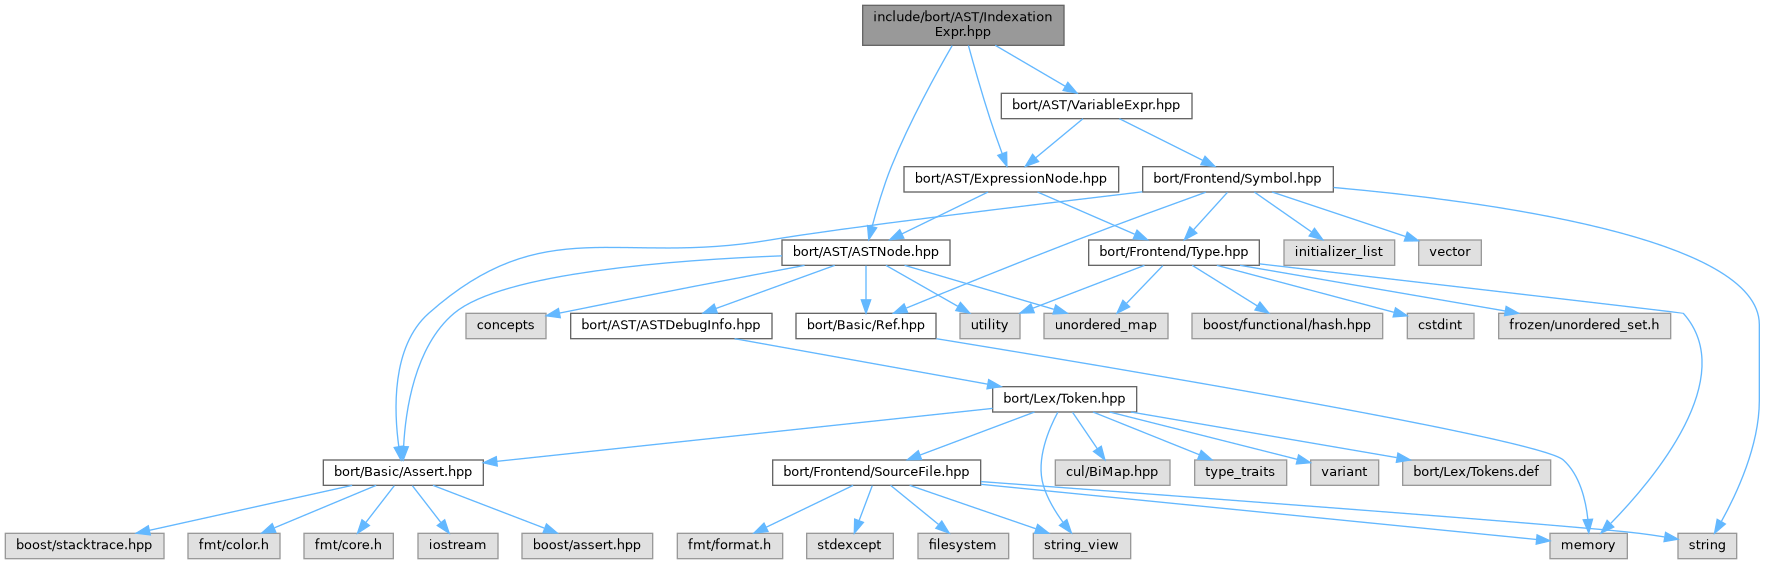 include/bort/AST/Indexation
Expr.hpp
bort/AST/VariableExpr.hpp
bort/AST/ExpressionNode.hpp
bort/Frontend/Symbol.hpp
bort/AST/ASTNode.hpp
bort/Frontend/Type.hpp
initializer_list
vector
concepts
bort/AST/ASTDebugInfo.hpp
bort/Basic/Ref.hpp
utility
unordered_map
boost/functional/hash.hpp
cstdint
frozen/unordered_set.h
bort/Lex/Token.hpp
bort/Basic/Assert.hpp
bort/Frontend/SourceFile.hpp
cul/BiMap.hpp
type_traits
variant
bort/Lex/Tokens.def
boost/stacktrace.hpp
fmt/color.h
fmt/core.h
iostream
boost/assert.hpp
fmt/format.h
stdexcept
filesystem
string_view
memory
string